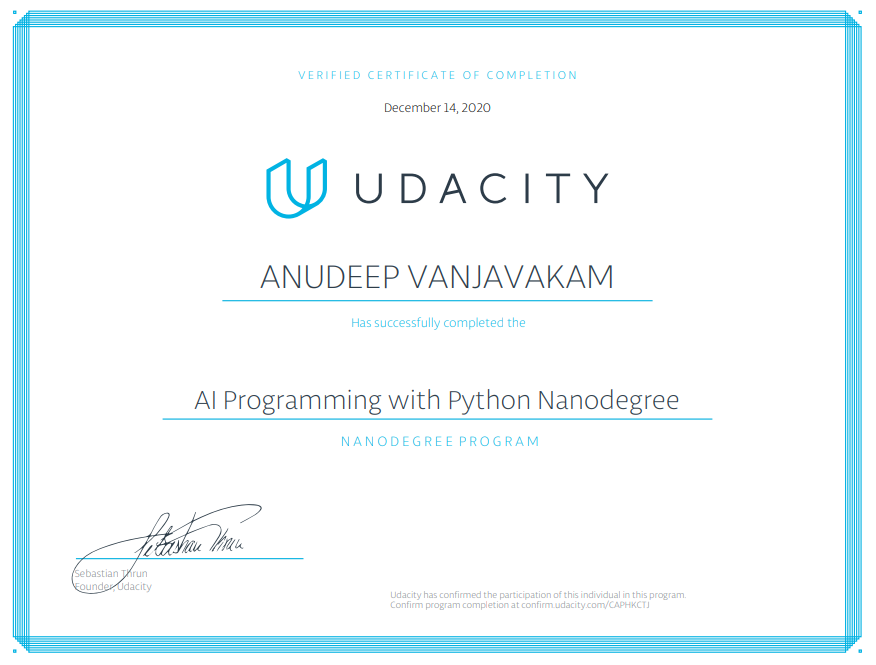 VERIFIED CERTIFICATE OF COMPLETION
December 14, 2020
UDACITY
ANUDEEP VANJAVAKAM
Has successfully completed the
AI Programming with Python Nanodegree
NANODEGREE PROGRAM
Sebastian Thrun
Sebastian Thrun
Founder, Udacity
Udacity has confirmed the participation of this individual in this program.
Confirm program completion at confirm.udacity.com/CAPHKCTJ